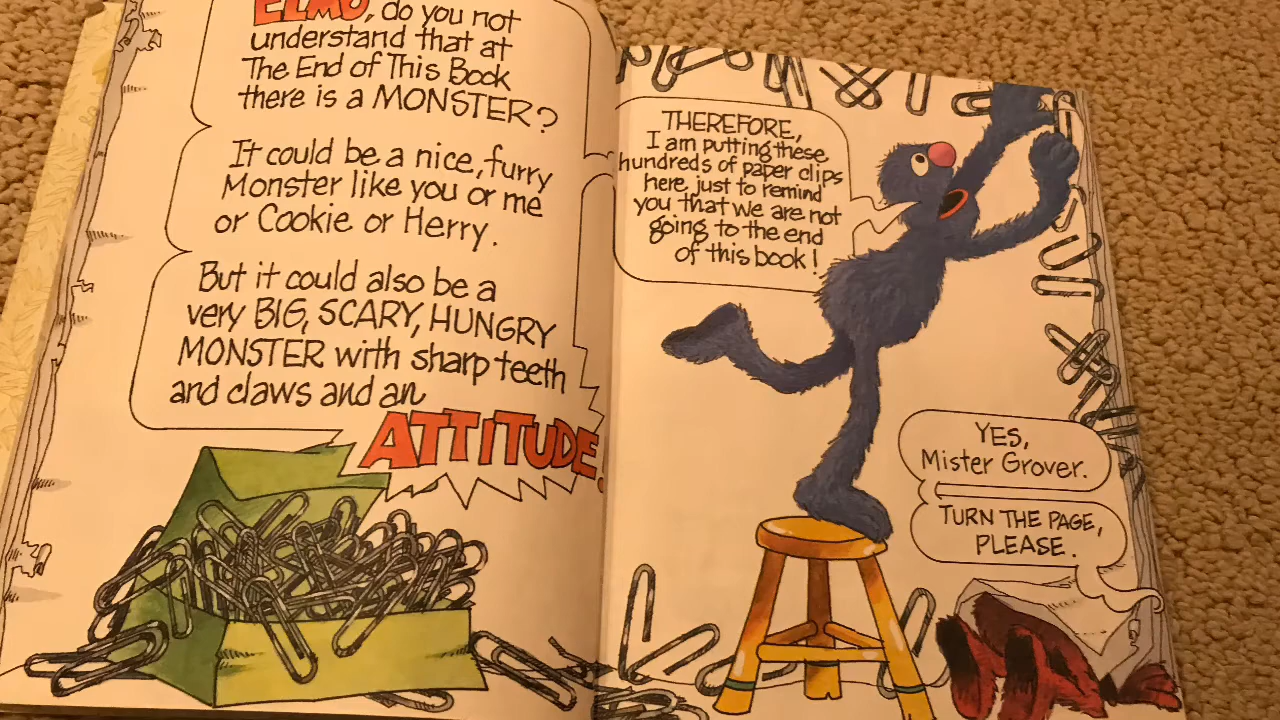 ELMO, do you not
understand that at
The End of This Book
there is a MONSTER?
It could be a nice, furry
Monster like you or me
or Cookie or Herry.
But it could also be a
very BIG, SCARY, HUNGRY
MONSTER with sharp teeth
and claws and an
ATTITUDE!
THEREFORE,
I am putting these
hundreds of paper clips
here just to remind
you that we are not
going to the end
of this book!
YES,
Mister Grover.
TURN THE PAGE,
PLEASE.